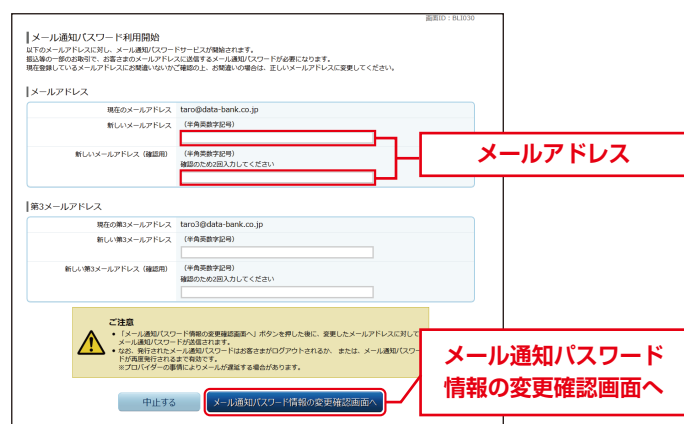 画面ID：BLI030
メール通知パスワード利用開始
以下のメールアドレスに対し、メール通知パスワードサービスが開始されます。
振込等の一部のお取引で、お客さまのメールアドレスに送信するメール通知パスワードが必要になります。
現在登録しているメールアドレスにお間違いないかご確認の上、お間違いの場合は、正しいメールアドレスに変更してください。
メールアドレス
現在のメールアドレス taro@data-bank.co.jp
新しいメールアドレス （半角英数字記号）
新しいメールアドレス（確認用） （半角英数字記号）
確認のため2回入力してください
メールアドレス
第3メールアドレス
現在の第3メールアドレス taro3@data-bank.co.jp
新しい第3メールアドレス （半角英数字記号）
新しい第3メールアドレス（確認用） （半角英数字記号）
確認のため2回入力してください
ご注意
• 「メール通知パスワード情報の変更確認画面へ」ボタンを押した後に、変更したメールアドレスに対して
メール通知パスワードが送信されます。
• なお、発行されたメール通知パスワードはお客さまがログアウトされるか、または、メール通知パスワー
ドが再度発行されるまで有効です。
※プロバイダーの事情によりメールが遅延する場合があります。
メール通知パスワード
情報の変更確認画面へ
中止する メール通知パスワード情報の変更確認画面へ